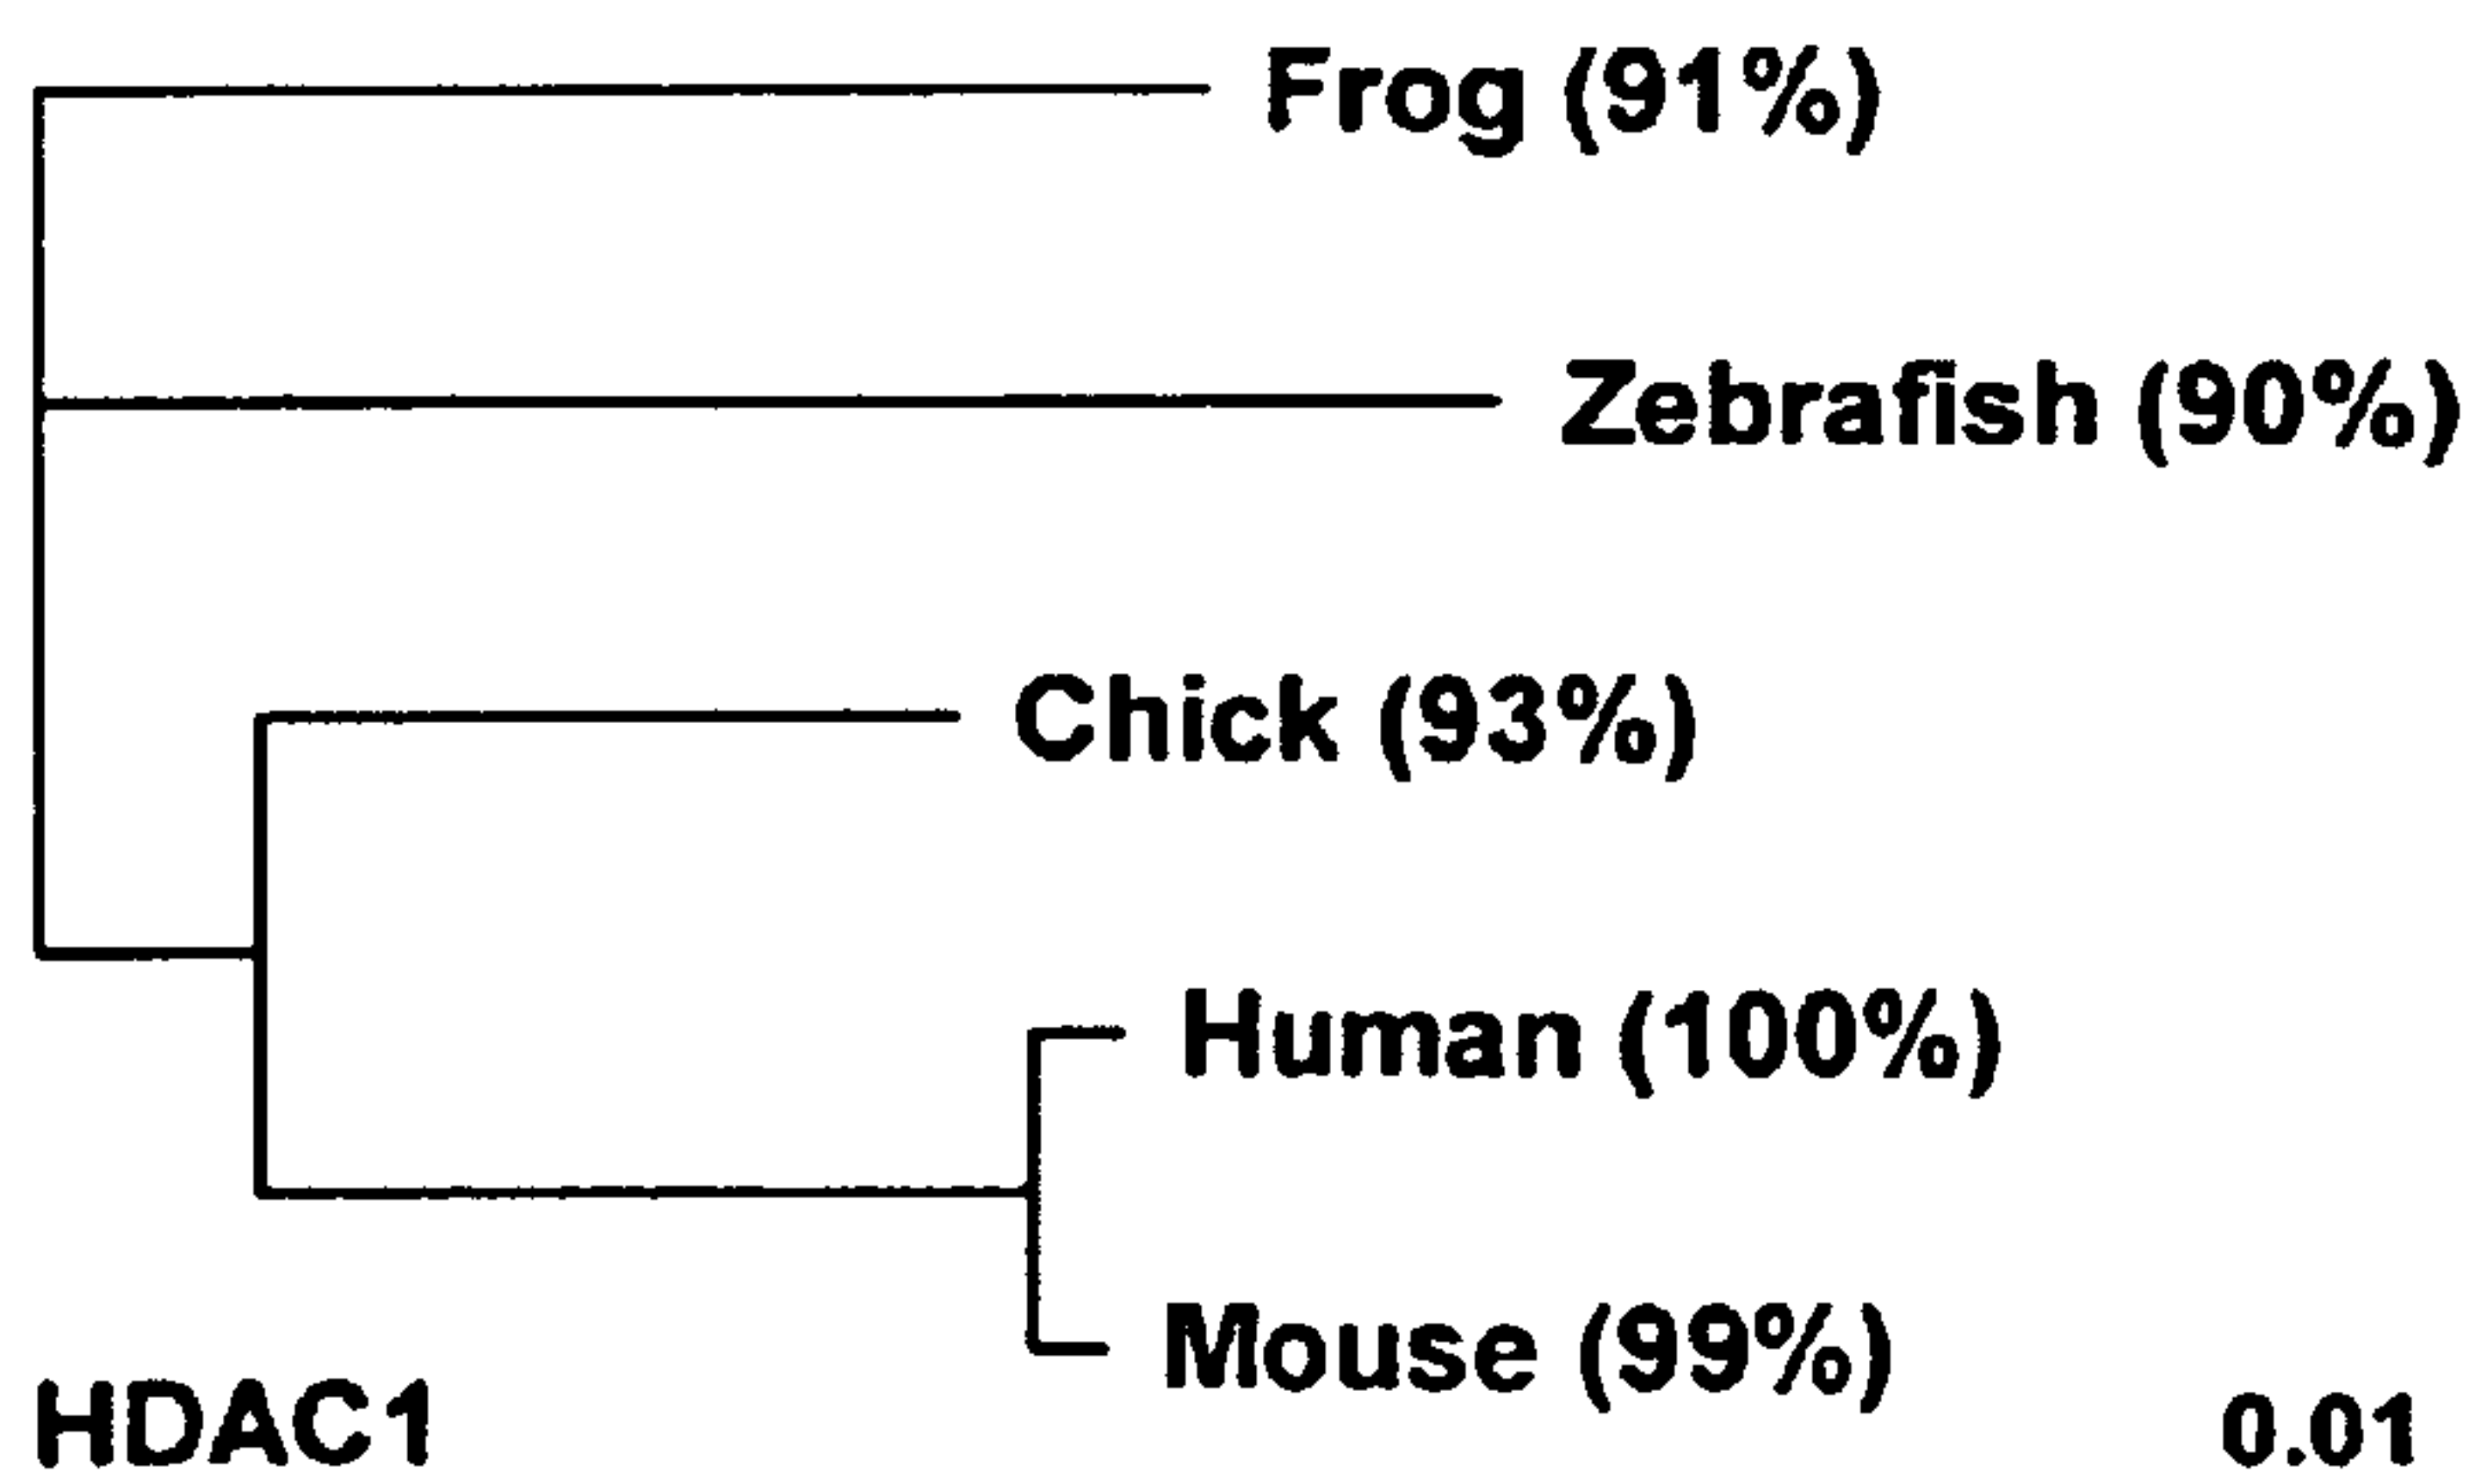 Frog (91%)
Zebrafish (90%)
Chick (93%)
Human (100%)
Mouse (99%)
HDAC1
0.01